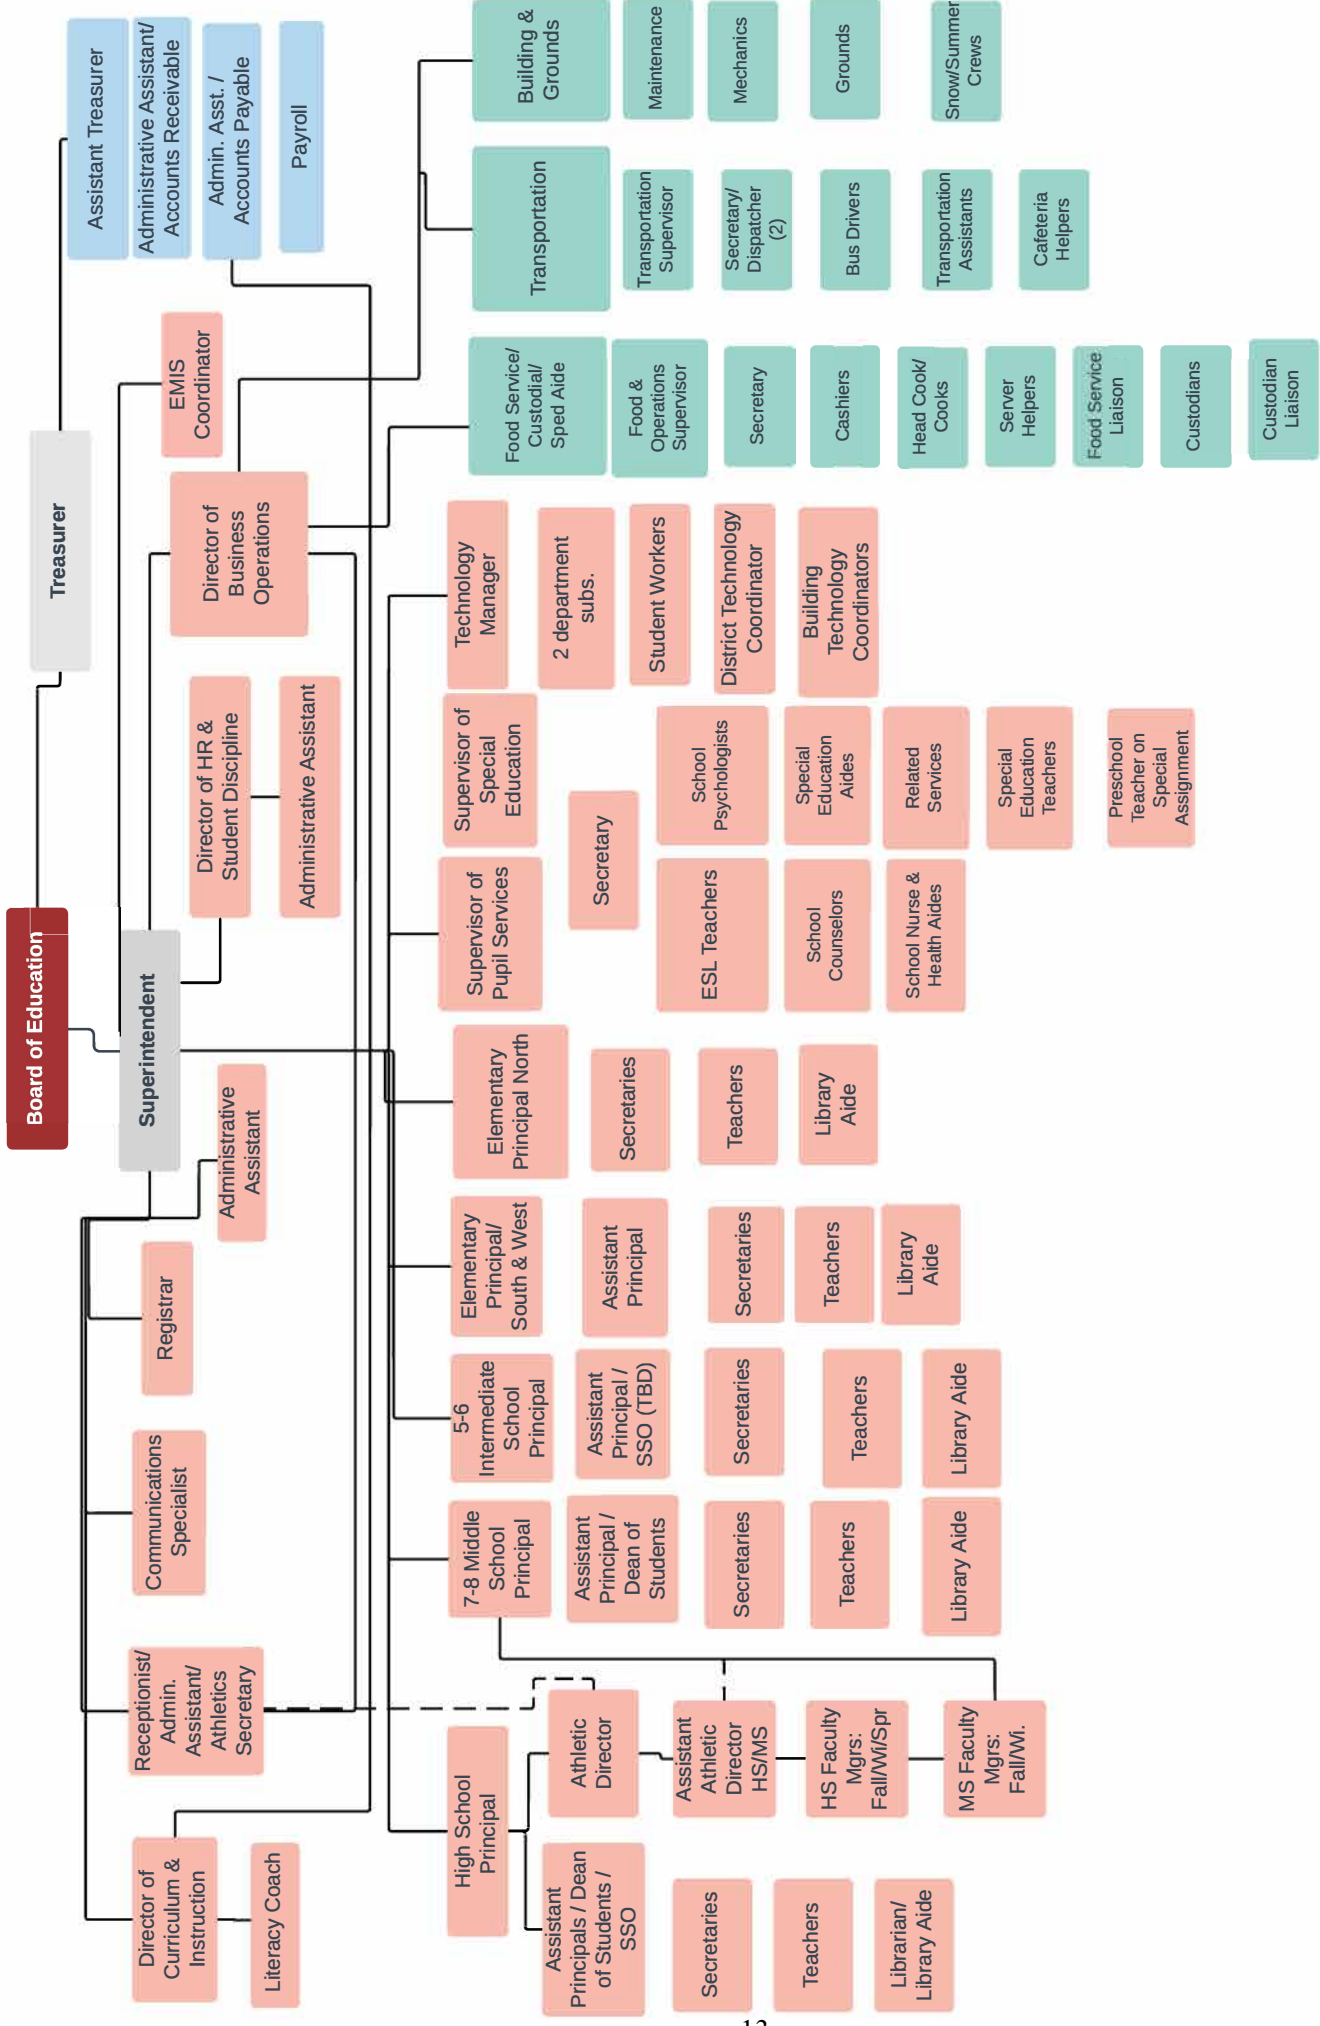 Board of Education
Treasurer
Superintendent
Assistant Treasurer
Administrative Assistant/
Accounts Receivable
Admin. Asst. /
Accounts Payable
Payroll
Director of
Curriculum &
Instruction
Literacy Coach
Receptionist/
Admin.
Assistant/
Athletics
Secretary
Communications
Specialist
Registrar
Administrative
Assistant
Director of HR &
Student Discipline
Administrative Assistant
Director of
Business
Operations
EMIS
Coordinator
High School
Principal
Assistant
Principals / Dean
of Students /
SSO
Secretaries
Teachers
Librarian/
Library Aide
Athletic
Director
Assistant
Athletic
Director
HS/MS
HS Faculty
Mgrs:
Fall/Wi/Spr
MS Faculty
Mgrs:
Fall/Wi.
7-8 Middle
School
Principal
Assistant
Principal /
Dean of
Students
Secretaries
Teachers
Library Aide
5-6
Intermediate
School
Principal
Assistant
Principal /
SSO (TBD)
Secretaries
Teachers
Library Aide
Elementary
Principal/
South & West
Assistant
Principal
Secretaries
Teachers
Library
Aide
Elementary
Principal North
Secretaries
Teachers
Library
Aide
Supervisor of
Pupil Services
Supervisor of
Special
Education
Secretary
ESL Teachers
School
Counselors
School Nurse &
Health Aides
School
Psychologists
Special
Education
Aides
Related
Services
Special
Education
Teachers
Preschool
Teacher on
Special
Assignment
Technology
Manager
2 department
subs.
Student Workers
District Technology
Coordinator
Building
Technology
Coordinators
Food Service/
Custodial/
Sped Aide
Food &
Operations
Supervisor
Secretary
Cashiers
Head Cook/
Cooks
Server
Helpers
Food Service
Liaison
Custodians
Custodian
Liaison
Transportation
Transportation
Supervisor
Secretary/
Dispatcher
(2)
Bus Drivers
Transportation
Assistants
Cafeteria
Helpers
Building &
Grounds
Maintenance
Mechanics
Grounds
Snow/Summer
Crews